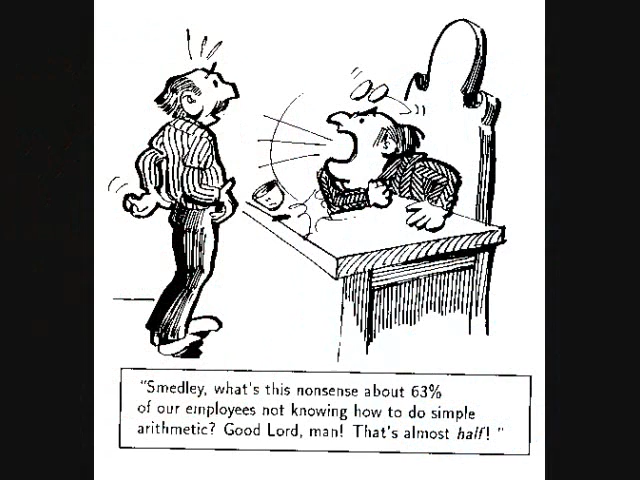 "Smedley, what's this nonsense about 63%
of our employees not knowing how to do simple
arithmetic? Good Lord, man! That's almost half! "